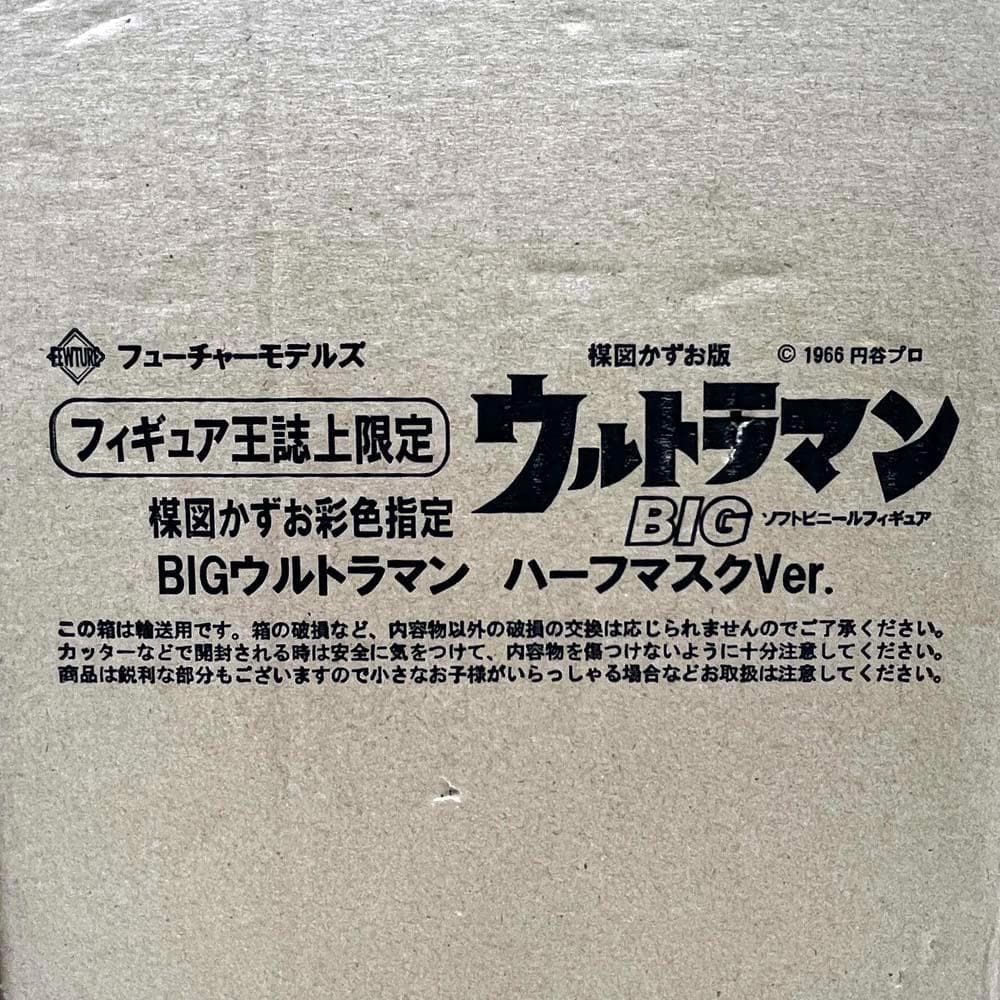 FEWTURE フューチャーモデルズ
楳図かずお版 © 1966 円谷プロ
フィギュア王誌上限定
ウルトラマン
BIG ソフトビニールフィギュア
楳図かずお彩色指定
BIGウルトラマン ハーフマスクVer.
この箱は輸送用です。箱の破損など、内容物以外の破損の交換は応じられませんのでご了承ください。
カッターなどで開封される時は安全に気をつけて、内容物を傷つけないように十分注意してください。
商品は鋭利な部分もございますので小さなお子様がいらっしゃる場合などお取扱は注意してください。